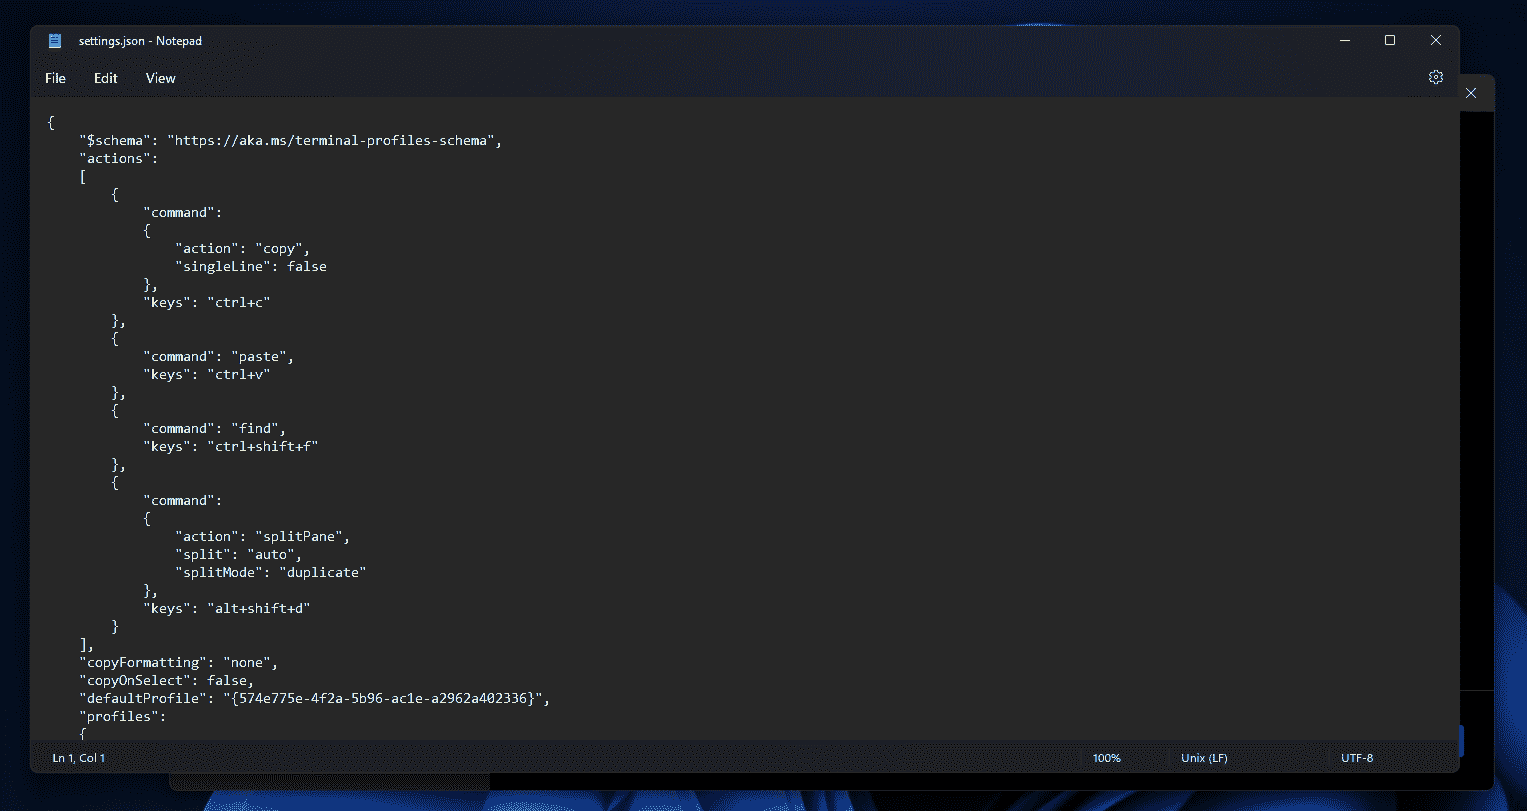 settings.json - Notepad
File Edit View
{
    "$schema": "https://aka.ms/terminal-profiles-schema",
    "actions":
    [
        {
            "command":
            {
                "action": "copy",
                "singleLine": false
            },
            "keys": "ctrl+c"
        },
        {
            "command": "paste",
            "keys": "ctrl+v"
        },
        {
            "command": "find",
            "keys": "ctrl+shift+f"
        },
        {
            "command":
            {
                "action": "splitPane",
                "split": "auto",
                "splitMode": "duplicate"
            },
            "keys": "alt+shift+d"
        }
    ],
    "copyFormatting": "none",
    "copyOnSelect": false,
    "defaultProfile": "{574e775e-4f2a-5b96-ac1e-a2962a402336}",
    "profiles":
    {
Ln 1, Col 1 100% Unix (LF) UTF-8